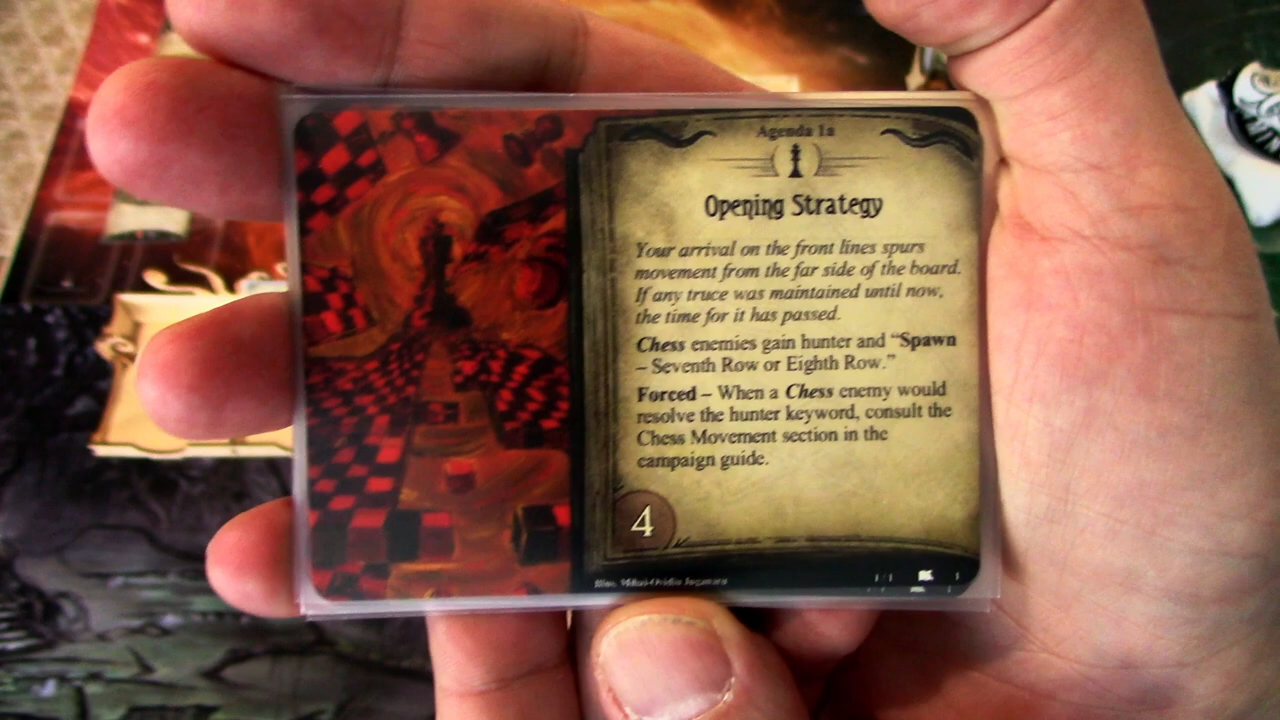 Agenda 1a
Opening Strategy
Your arrival on the front lines spurs
movement from the far side of the board.
If any truce was maintained until now,
the time for it has passed.
Chess enemies gain hunter and “Spawn
– Seventh Row or Eighth Row.”
Forced – When a Chess enemy would
resolve the hunter keyword, consult the
Chess Movement section in the
campaign guide.
4
Illus.